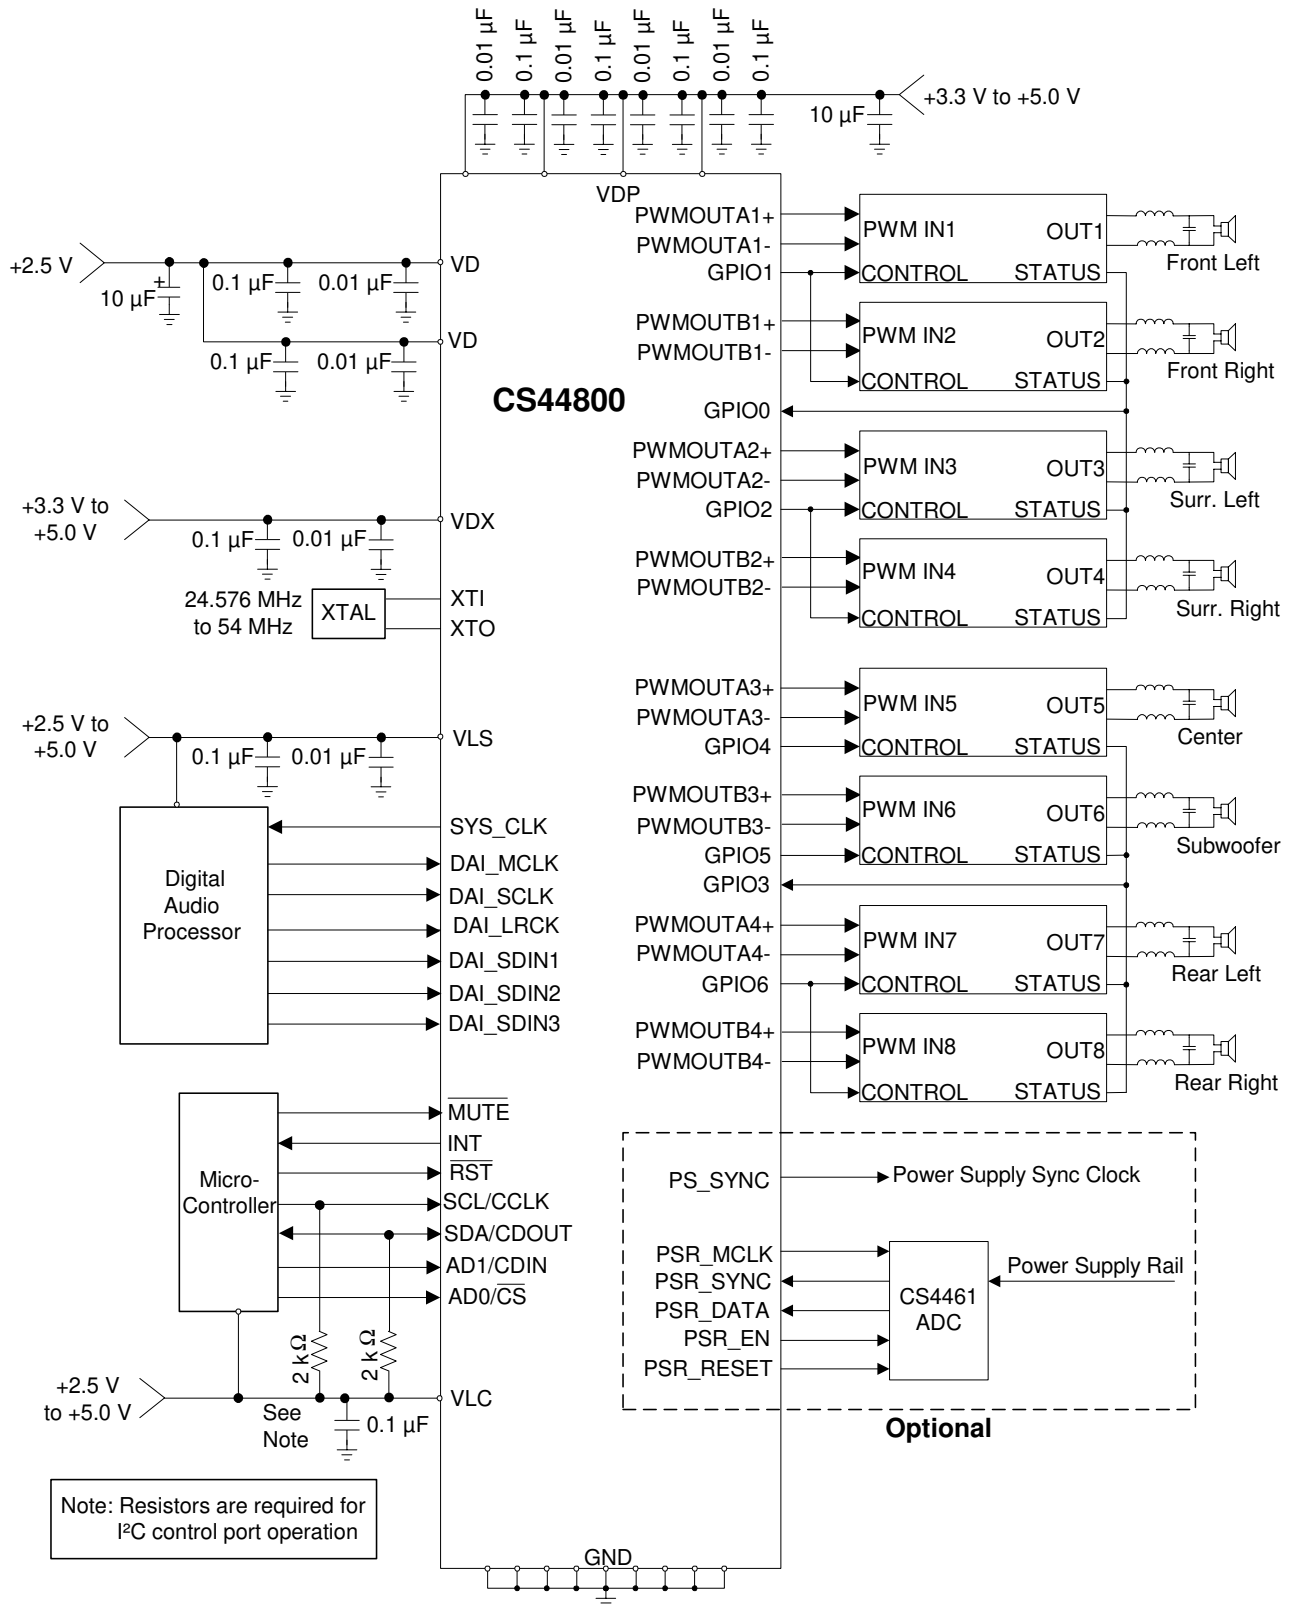 0.01 µF
0.1 µF
0.01 µF
0.1 µF
0.01 µF
0.1 µF
0.01 µF
0.1 µF
10 µF
+3.3 V to +5.0 V
VDP
+2.5 V
10 µF
+
0.1 µF
0.01 µF
VD
0.1 µF
0.01 µF
VD
CS44800
+3.3 V to
+5.0 V
0.1 µF
0.01 µF
VDX
24.576 MHz
to 54 MHz
XTAL
XTI
XTO
+2.5 V to
+5.0 V
0.1 µF
0.01 µF
VLS
Digital
Audio
Processor
SYS_CLK
DAI_MCLK
DAI_SCLK
DAI_LRCK
DAI_SDIN1
DAI_SDIN2
DAI_SDIN3
Micro-
Controller
MUTE
INT
RST
SCL/CCLK
SDA/CDOUT
AD1/CDIN
AD0/CS
2 kΩ
2 kΩ
+2.5 V
to +5.0 V
See
Note
0.1 µF
VLC
Note: Resistors are required for
I²C control port operation
GND
PWMOUTA1+
PWMOUTA1-
GPIO1
PWM IN1
CONTROL
OUT1
STATUS
Front Left
PWMOUTB1+
PWMOUTB1-
PWM IN2
CONTROL
OUT2
STATUS
Front Right
GPIO0
PWMOUTA2+
PWMOUTA2-
GPIO2
PWM IN3
CONTROL
OUT3
STATUS
Surr. Left
PWMOUTB2+
PWMOUTB2-
PWM IN4
CONTROL
OUT4
STATUS
Surr. Right
PWMOUTA3+
PWMOUTA3-
GPIO4
PWM IN5
CONTROL
OUT5
STATUS
Center
PWMOUTB3+
PWMOUTB3-
GPIO5
PWM IN6
CONTROL
OUT6
STATUS
Subwoofer
GPIO3
PWMOUTA4+
PWMOUTA4-
GPIO6
PWM IN7
CONTROL
OUT7
STATUS
Rear Left
PWMOUTB4+
PWMOUTB4-
PWM IN8
CONTROL
OUT8
STATUS
Rear Right
PS_SYNC
Power Supply Sync Clock
PSR_MCLK
PSR_SYNC
PSR_DATA
PSR_EN
PSR_RESET
CS4461
ADC
Power Supply Rail
Optional